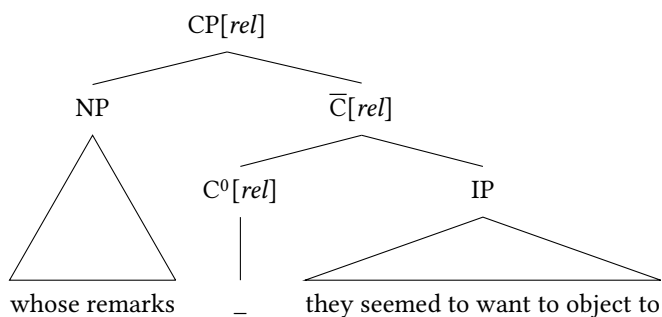 CP[rel]
NP C̅[rel]
C⁰[rel] IP
whose remarks _ they seemed to want to object to